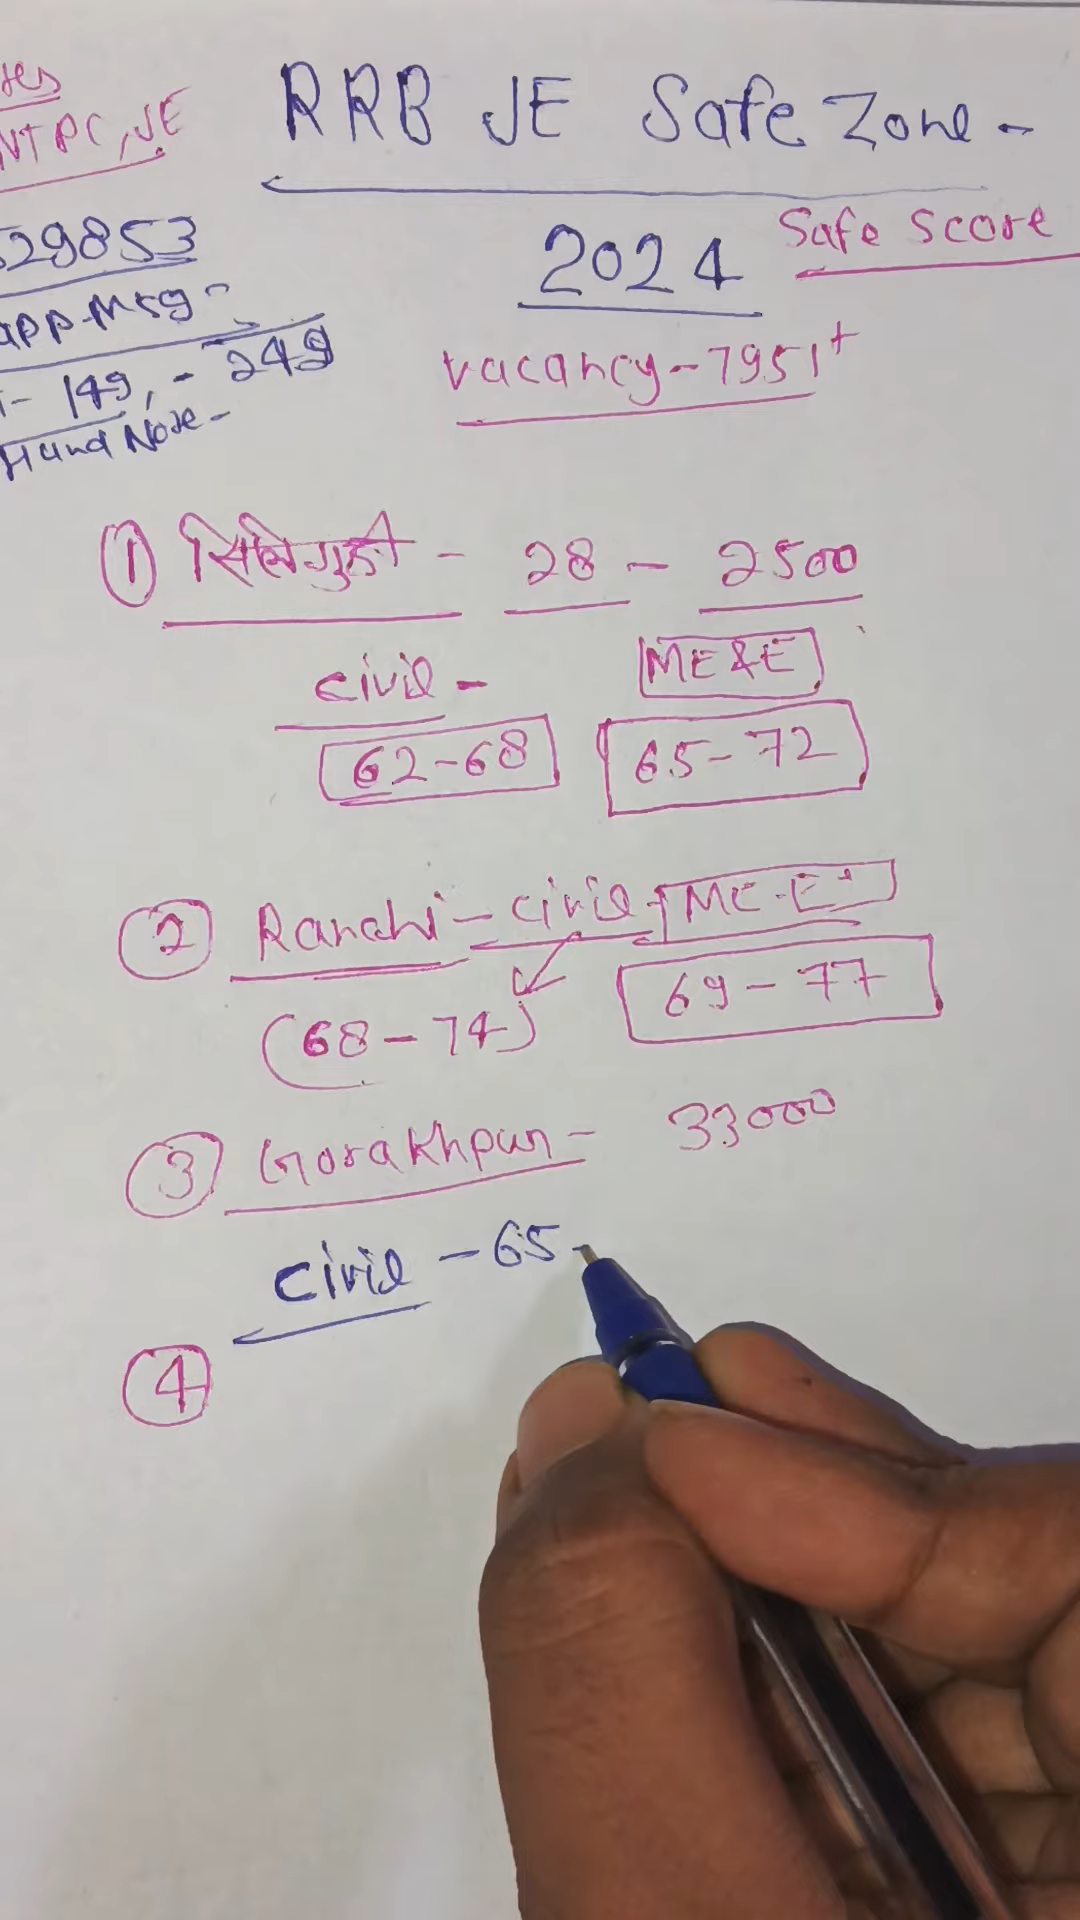 RRB JE Safe Zone -
NTPC, JE
2024
Safe Score
29853
vacancy - 7951+
app Msg -
- 149, - 249
Hand Note -
① सिलिगुड़ी - 28 - 2500
civil - ME & E
62-68 65-72
② Ranchi - civil - ME - E+
(68-74) 69-77
③ Gorakhpur - 33000
civil - 65 -
④